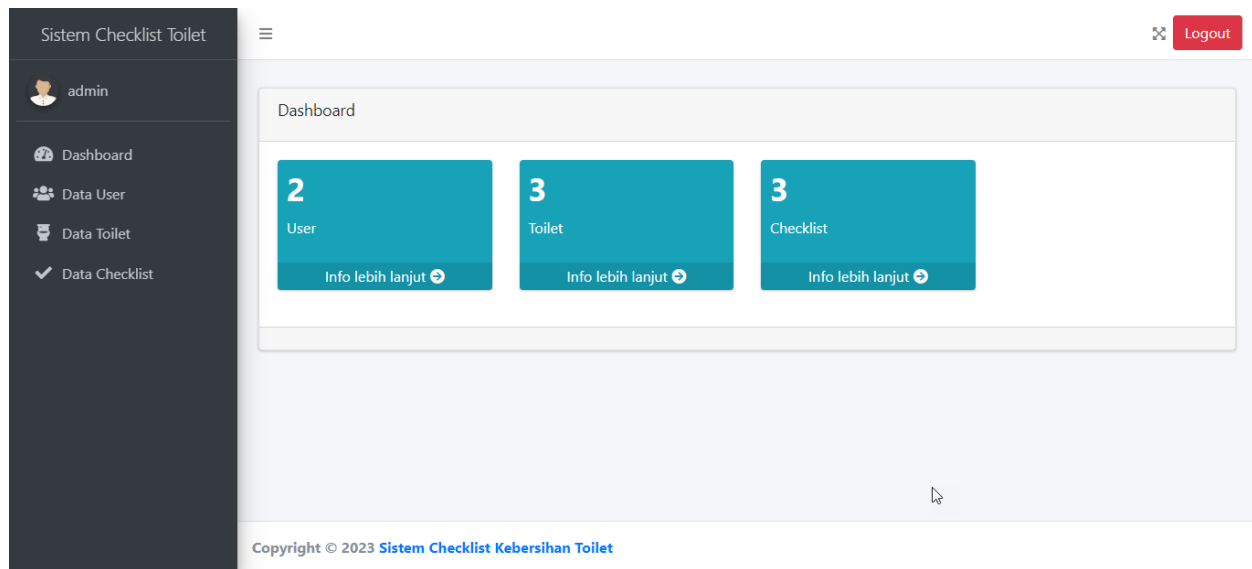 Sistem Checklist Toilet
Logout
admin
Dashboard
Data User
Data Toilet
Data Checklist
Dashboard
2
User
Info lebih lanjut
3
Toilet
Info lebih lanjut
3
Checklist
Info lebih lanjut
Copyright © 2023 Sistem Checklist Kebersihan Toilet